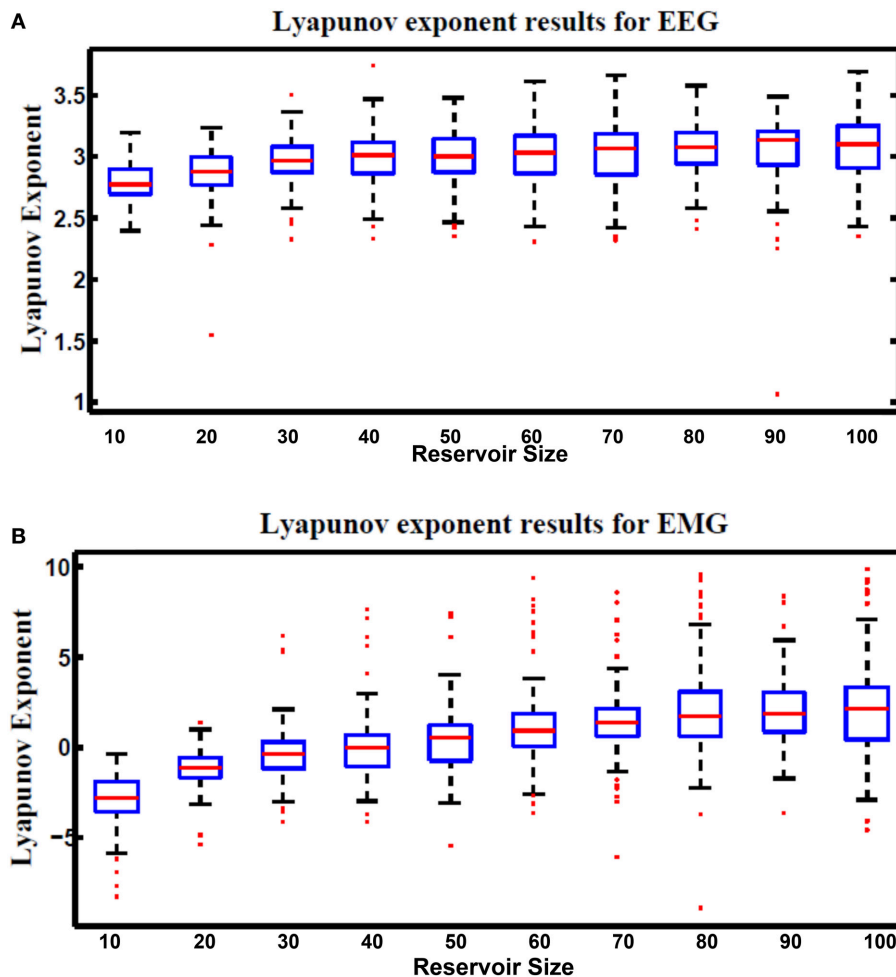 A
Lyapunov exponent results for EEG
Lyapunov Exponent
3.5
3
2.5
2
1.5
1
10 20 30 40 50 60 70 80 90 100
Reservoir Size
B
Lyapunov exponent results for EMG
Lyapunov Exponent
10
5
0
−5
10 20 30 40 50 60 70 80 90 100
Reservoir Size